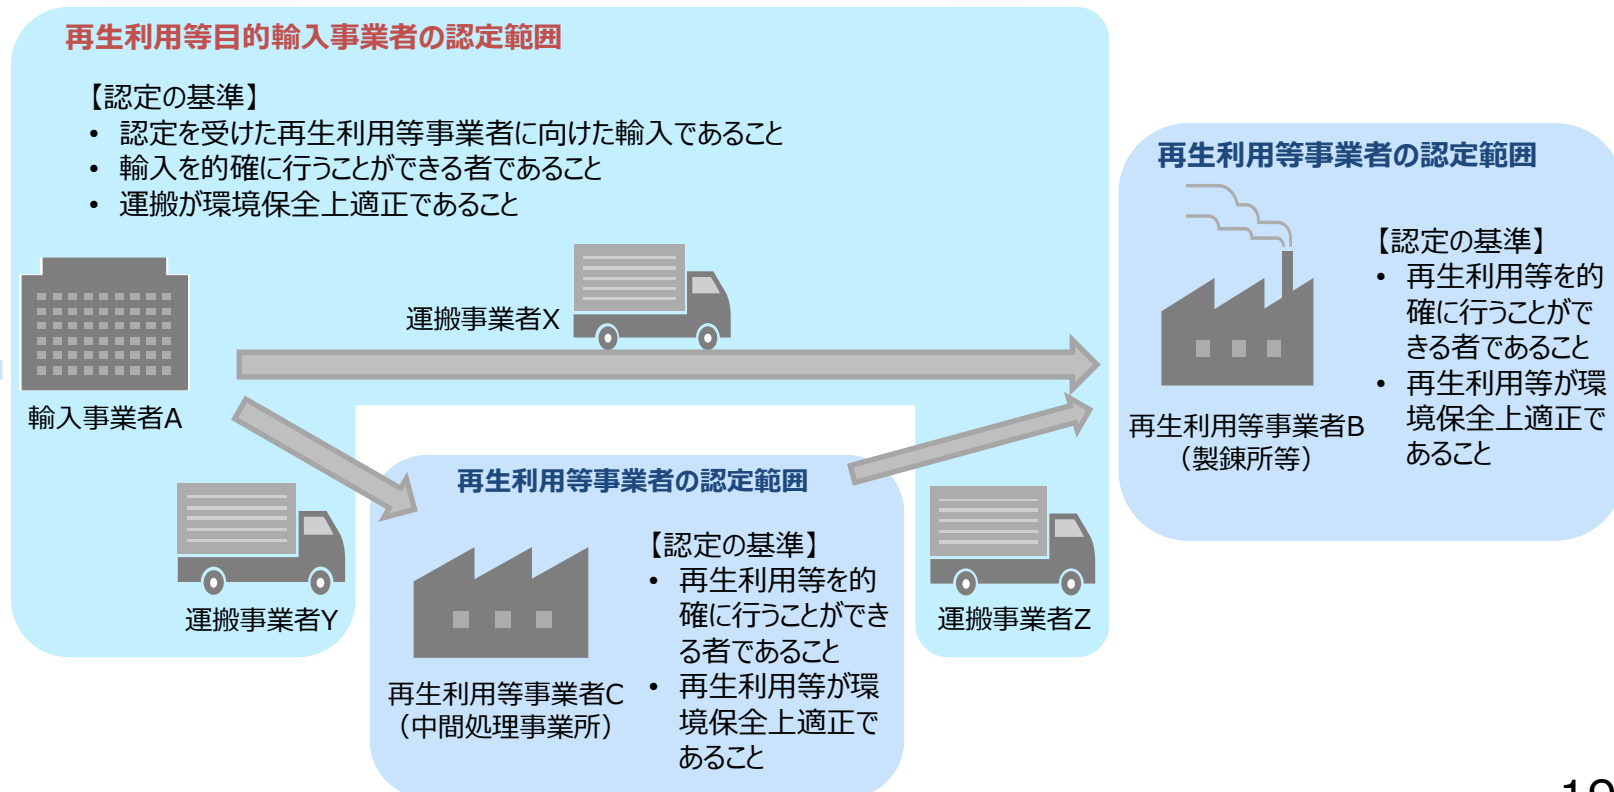 再生利用等目的輸入事業者の認定範囲
【認定の基準】
• 認定を受けた再生利用等事業者に向けた輸入であること
• 輸入を的確に行うことができる者であること
• 運搬が環境保全上適正であること
運搬事業者X
輸入事業者A
運搬事業者Y
再生利用等事業者の認定範囲
【認定の基準】
• 再生利用等を的
確に行うことができ
る者であること
• 再生利用等が環
境保全上適正で
あること
再生利用等事業者C
（中間処理事業所）
運搬事業者Z
再生利用等事業者の認定範囲
【認定の基準】
• 再生利用等を的
確に行うことがで
きる者であること
• 再生利用等が環
境保全上適正で
あること
再生利用等事業者B
（製錬所等）